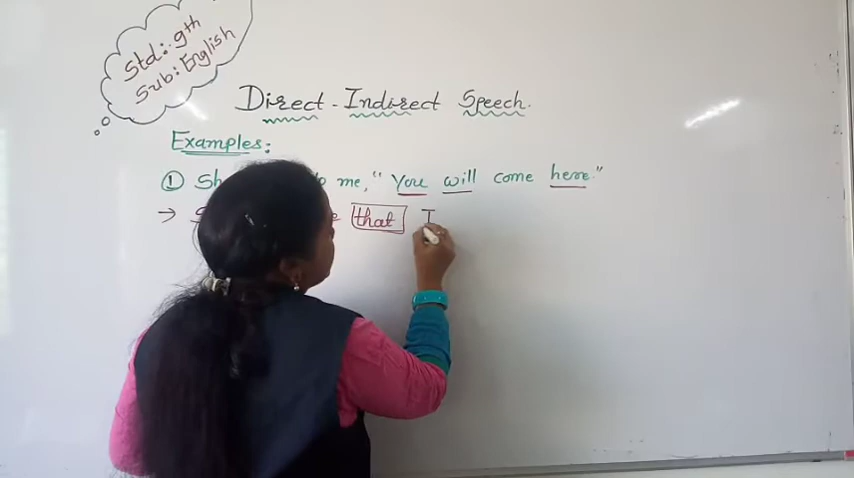 Std: 9th
Sub: English
Direct - Indirect Speech.
Examples:
① Sh me, "You will come here."
→ that I